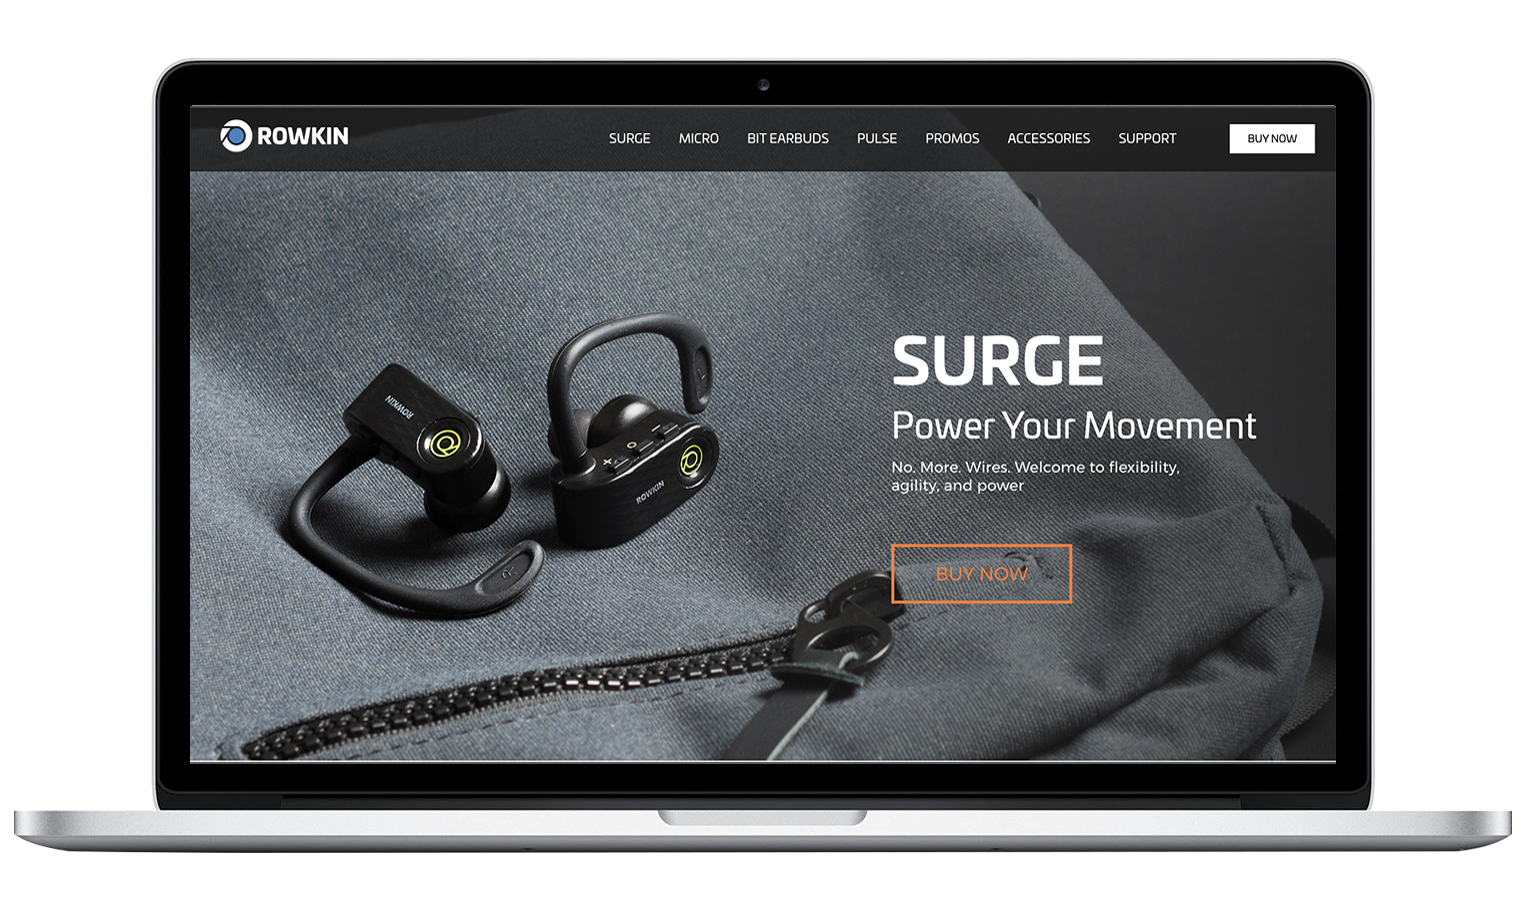 ROWKIN
SURGE MICRO BIT EARBUDS PULSE PROMOS ACCESSORIES SUPPORT BUY NOW
SURGE
Power Your Movement
No. More. Wires. Welcome to flexibility,
agility, and power
BUY NOW
ROWKIN
ROWKIN